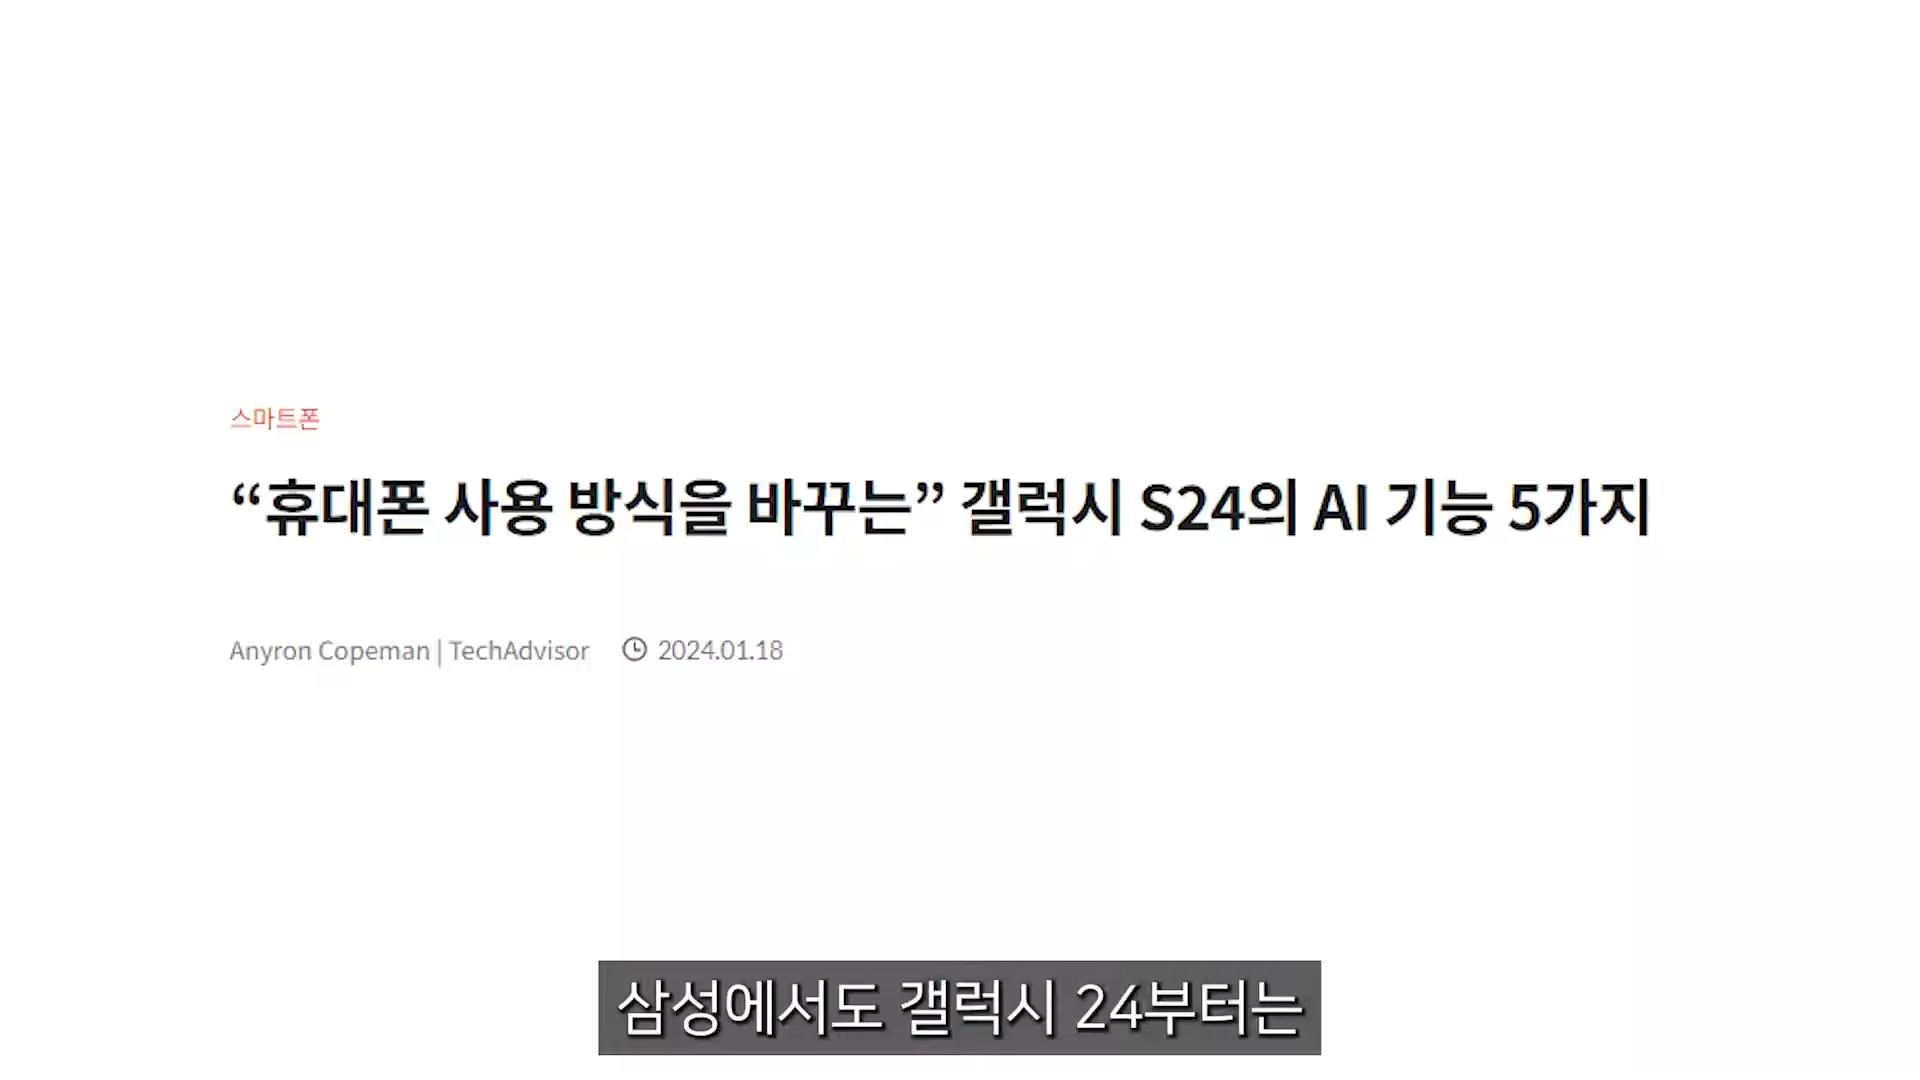 스마트폰
“휴대폰 사용 방식을 바꾸는” 갤럭시 S24의 AI 기능 5가지
Anyron Copeman | TechAdvisor 2024.01.18
삼성에서도 갤럭시 24부터는